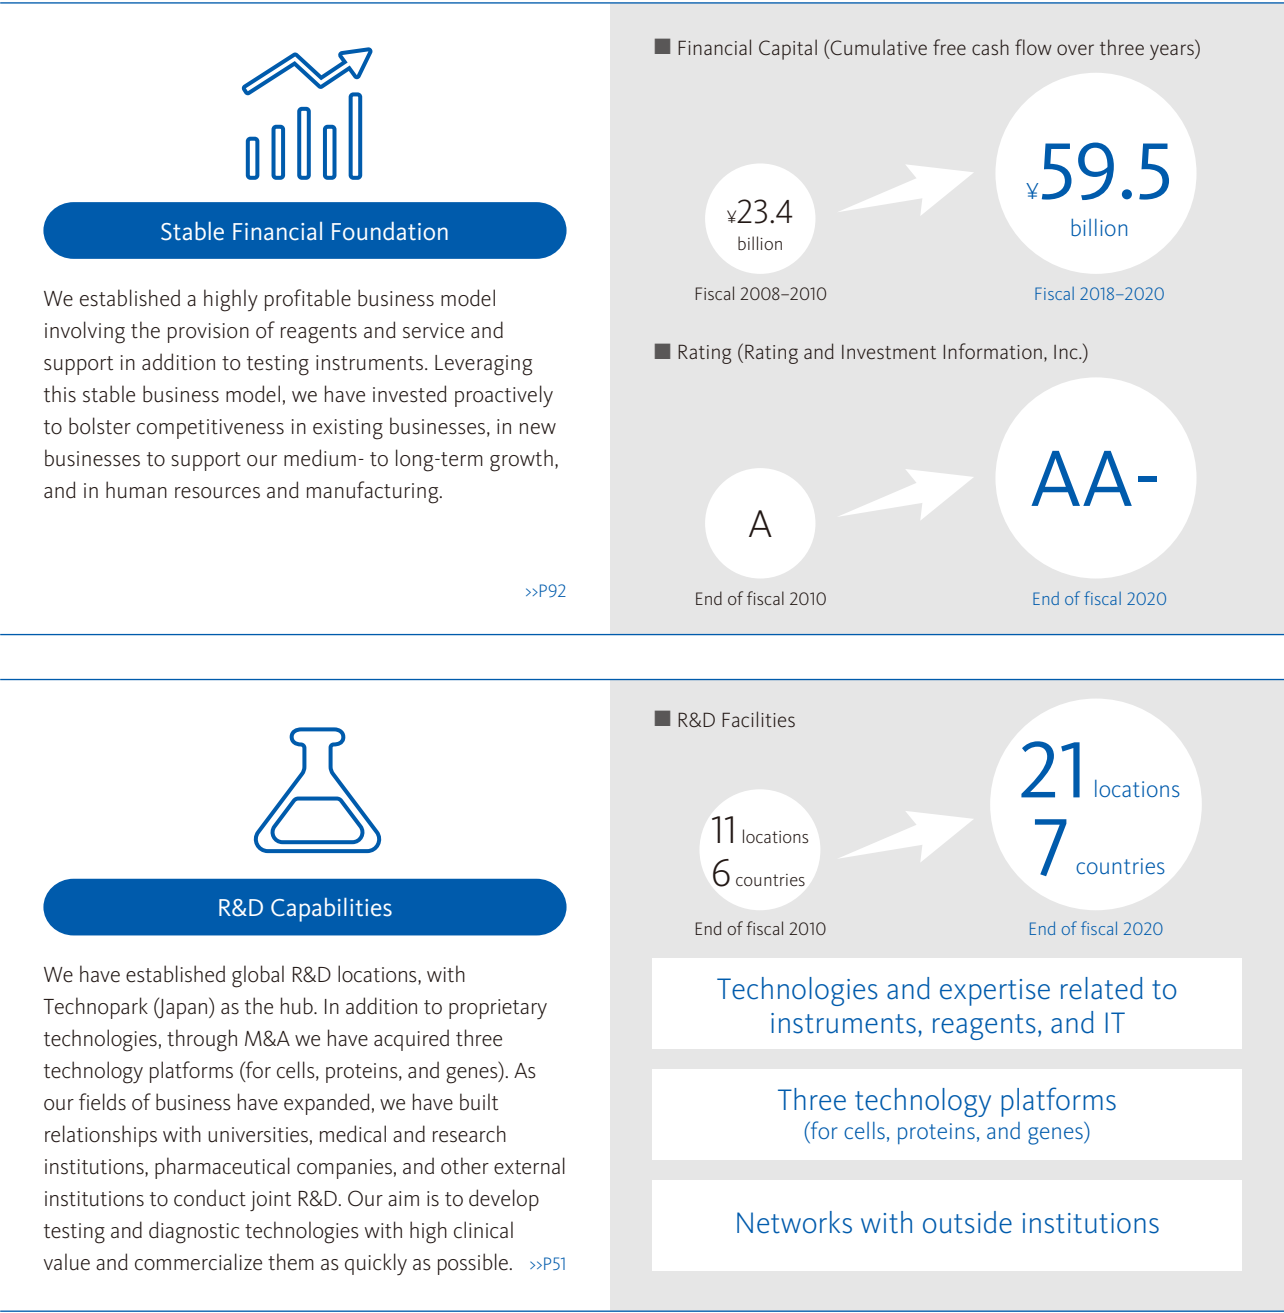 Stable Financial Foundation
We established a highly profitable business model
involving the provision of reagents and service and
support in addition to testing instruments. Leveraging
this stable business model, we have invested proactively
to bolster competitiveness in existing businesses, in new
businesses to support our medium- to long-term growth,
and in human resources and manufacturing.
>>P92
■ Financial Capital (Cumulative free cash flow over three years)
¥23.4
billion
Fiscal 2008–2010
¥59.5
billion
Fiscal 2018–2020
■ Rating (Rating and Investment Information, Inc.)
A
End of fiscal 2010
AA-
End of fiscal 2020
R&D Capabilities
We have established global R&D locations, with
Technopark (Japan) as the hub. In addition to proprietary
technologies, through M&A we have acquired three
technology platforms (for cells, proteins, and genes). As
our fields of business have expanded, we have built
relationships with universities, medical and research
institutions, pharmaceutical companies, and other external
institutions to conduct joint R&D. Our aim is to develop
testing and diagnostic technologies with high clinical
value and commercialize them as quickly as possible. >>P51
■ R&D Facilities
11 locations
6 countries
End of fiscal 2010
21 locations
7 countries
End of fiscal 2020
Technologies and expertise related to
instruments, reagents, and IT
Three technology platforms
(for cells, proteins, and genes)
Networks with outside institutions